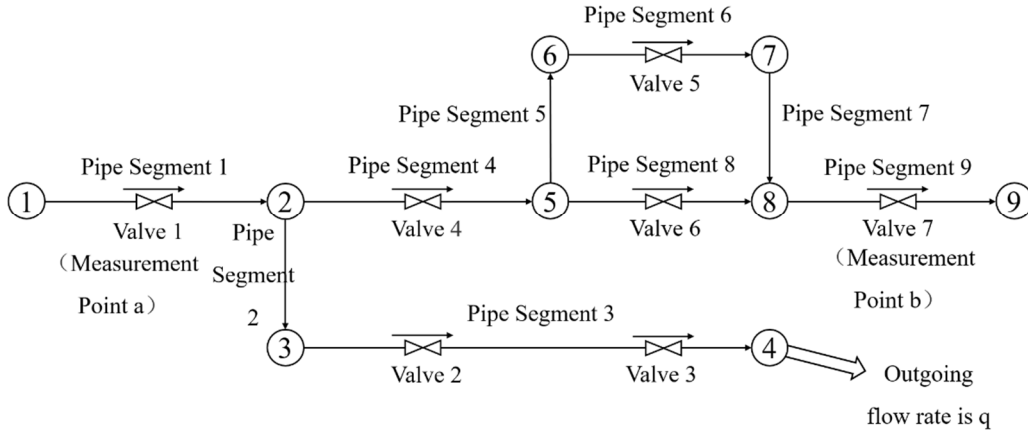 Pipe Segment 6
6
7
Valve 5
Pipe Segment 5
Pipe Segment 7
Pipe Segment 1
Pipe Segment 4
Pipe Segment 8
Pipe Segment 9
1
2
5
8
9
Valve 1
(Measurement
Point a)
Pipe
Segment
2
Valve 4
Valve 6
Valve 7
(Measurement
Point b)
Pipe Segment 3
3
4
Valve 2
Valve 3
Outgoing
flow rate is q